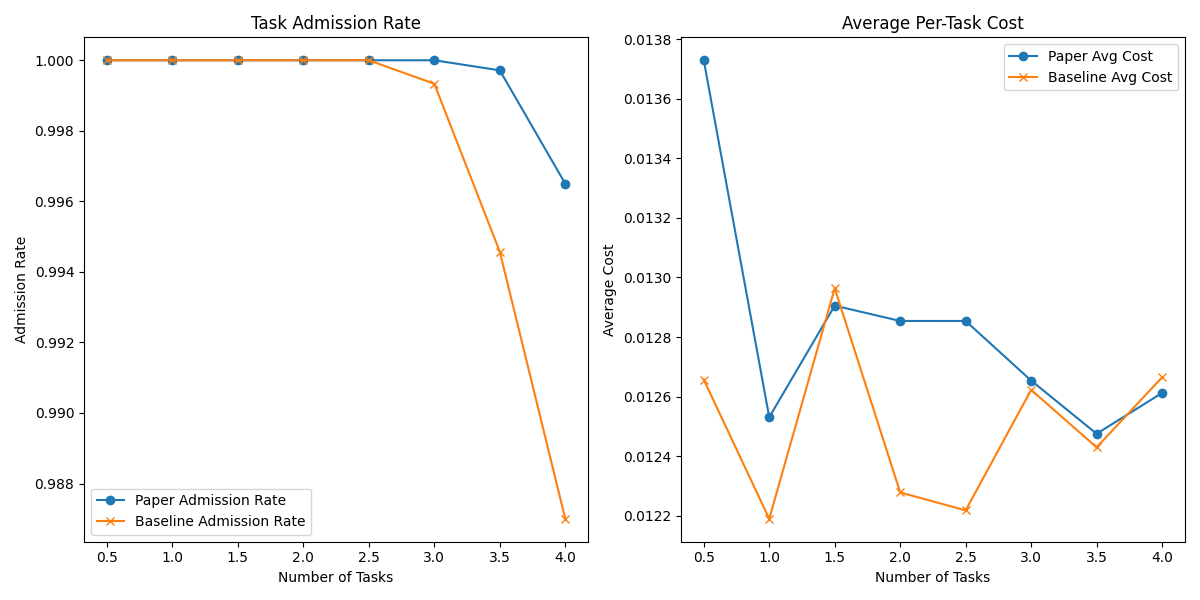 Task Admission Rate
Admission Rate
1.000
0.998
0.996
0.994
0.992
0.990
0.988
Paper Admission Rate
Baseline Admission Rate
0.5 1.0 1.5 2.0 2.5 3.0 3.5 4.0
Number of Tasks
Average Per-Task Cost
Average Cost
0.0138
0.0136
0.0134
0.0132
0.0130
0.0128
0.0126
0.0124
0.0122
Paper Avg Cost
Baseline Avg Cost
0.5 1.0 1.5 2.0 2.5 3.0 3.5 4.0
Number of Tasks